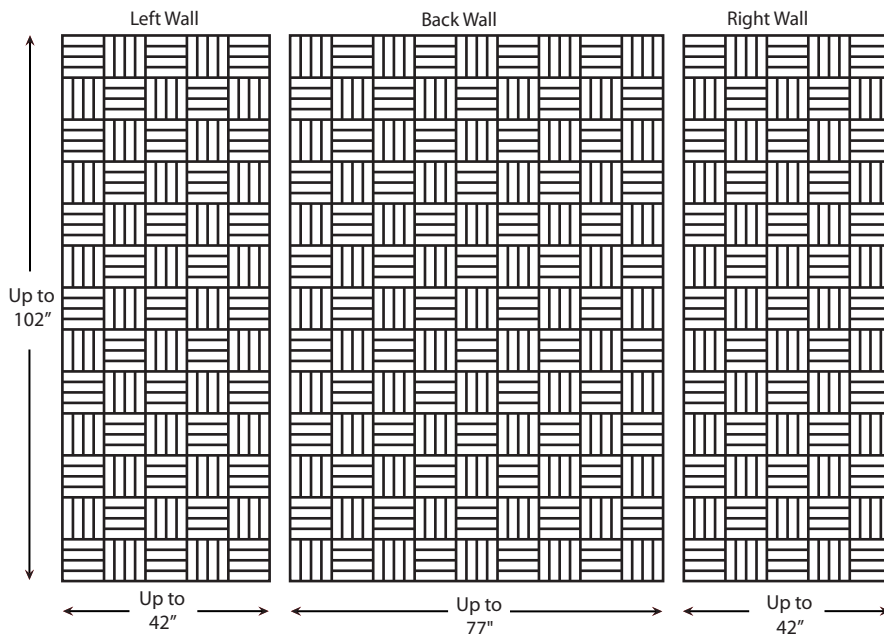 Left Wall
Back Wall
Right Wall
Up to
102”
Up to
42”
Up to
77"
Up to
42”